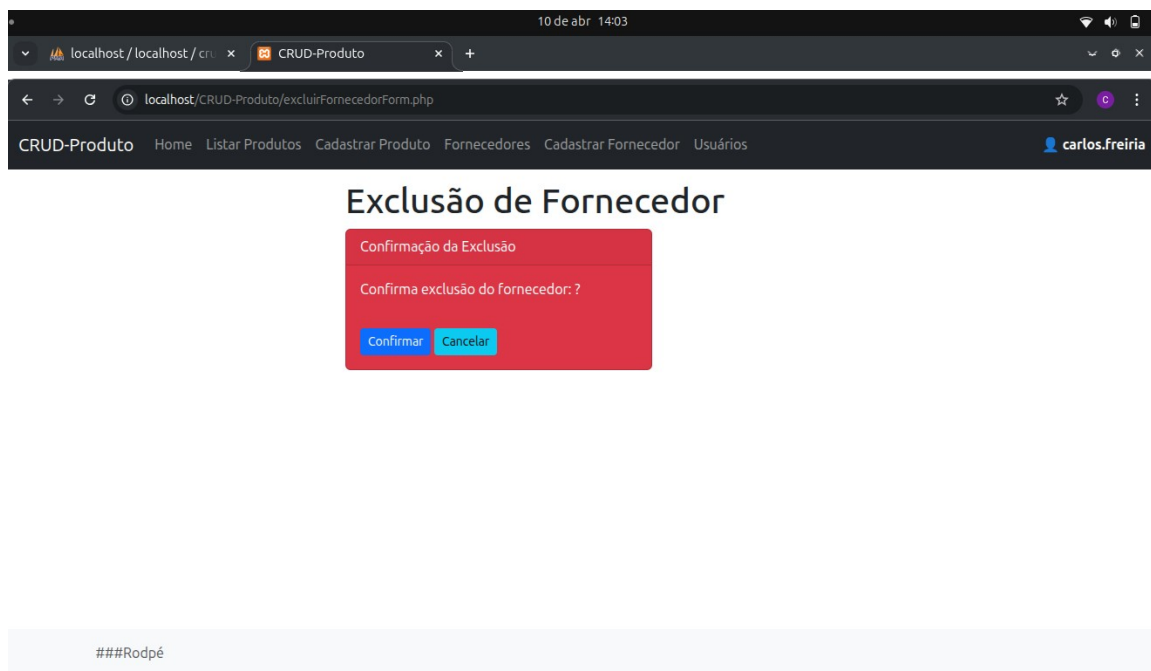 10 de abr 14:03
localhost / localhost / cru CRUD-Produto
localhost/CRUD-Produto/excluirFornecedorForm.php
CRUD-Produto Home Listar Produtos Cadastrar Produto Fornecedores Cadastrar Fornecedor Usuários carlos.freiria
Exclusão de Fornecedor
Confirmação da Exclusão
Confirma exclusão do fornecedor: ?
Confirmar Cancelar
###Rodpé